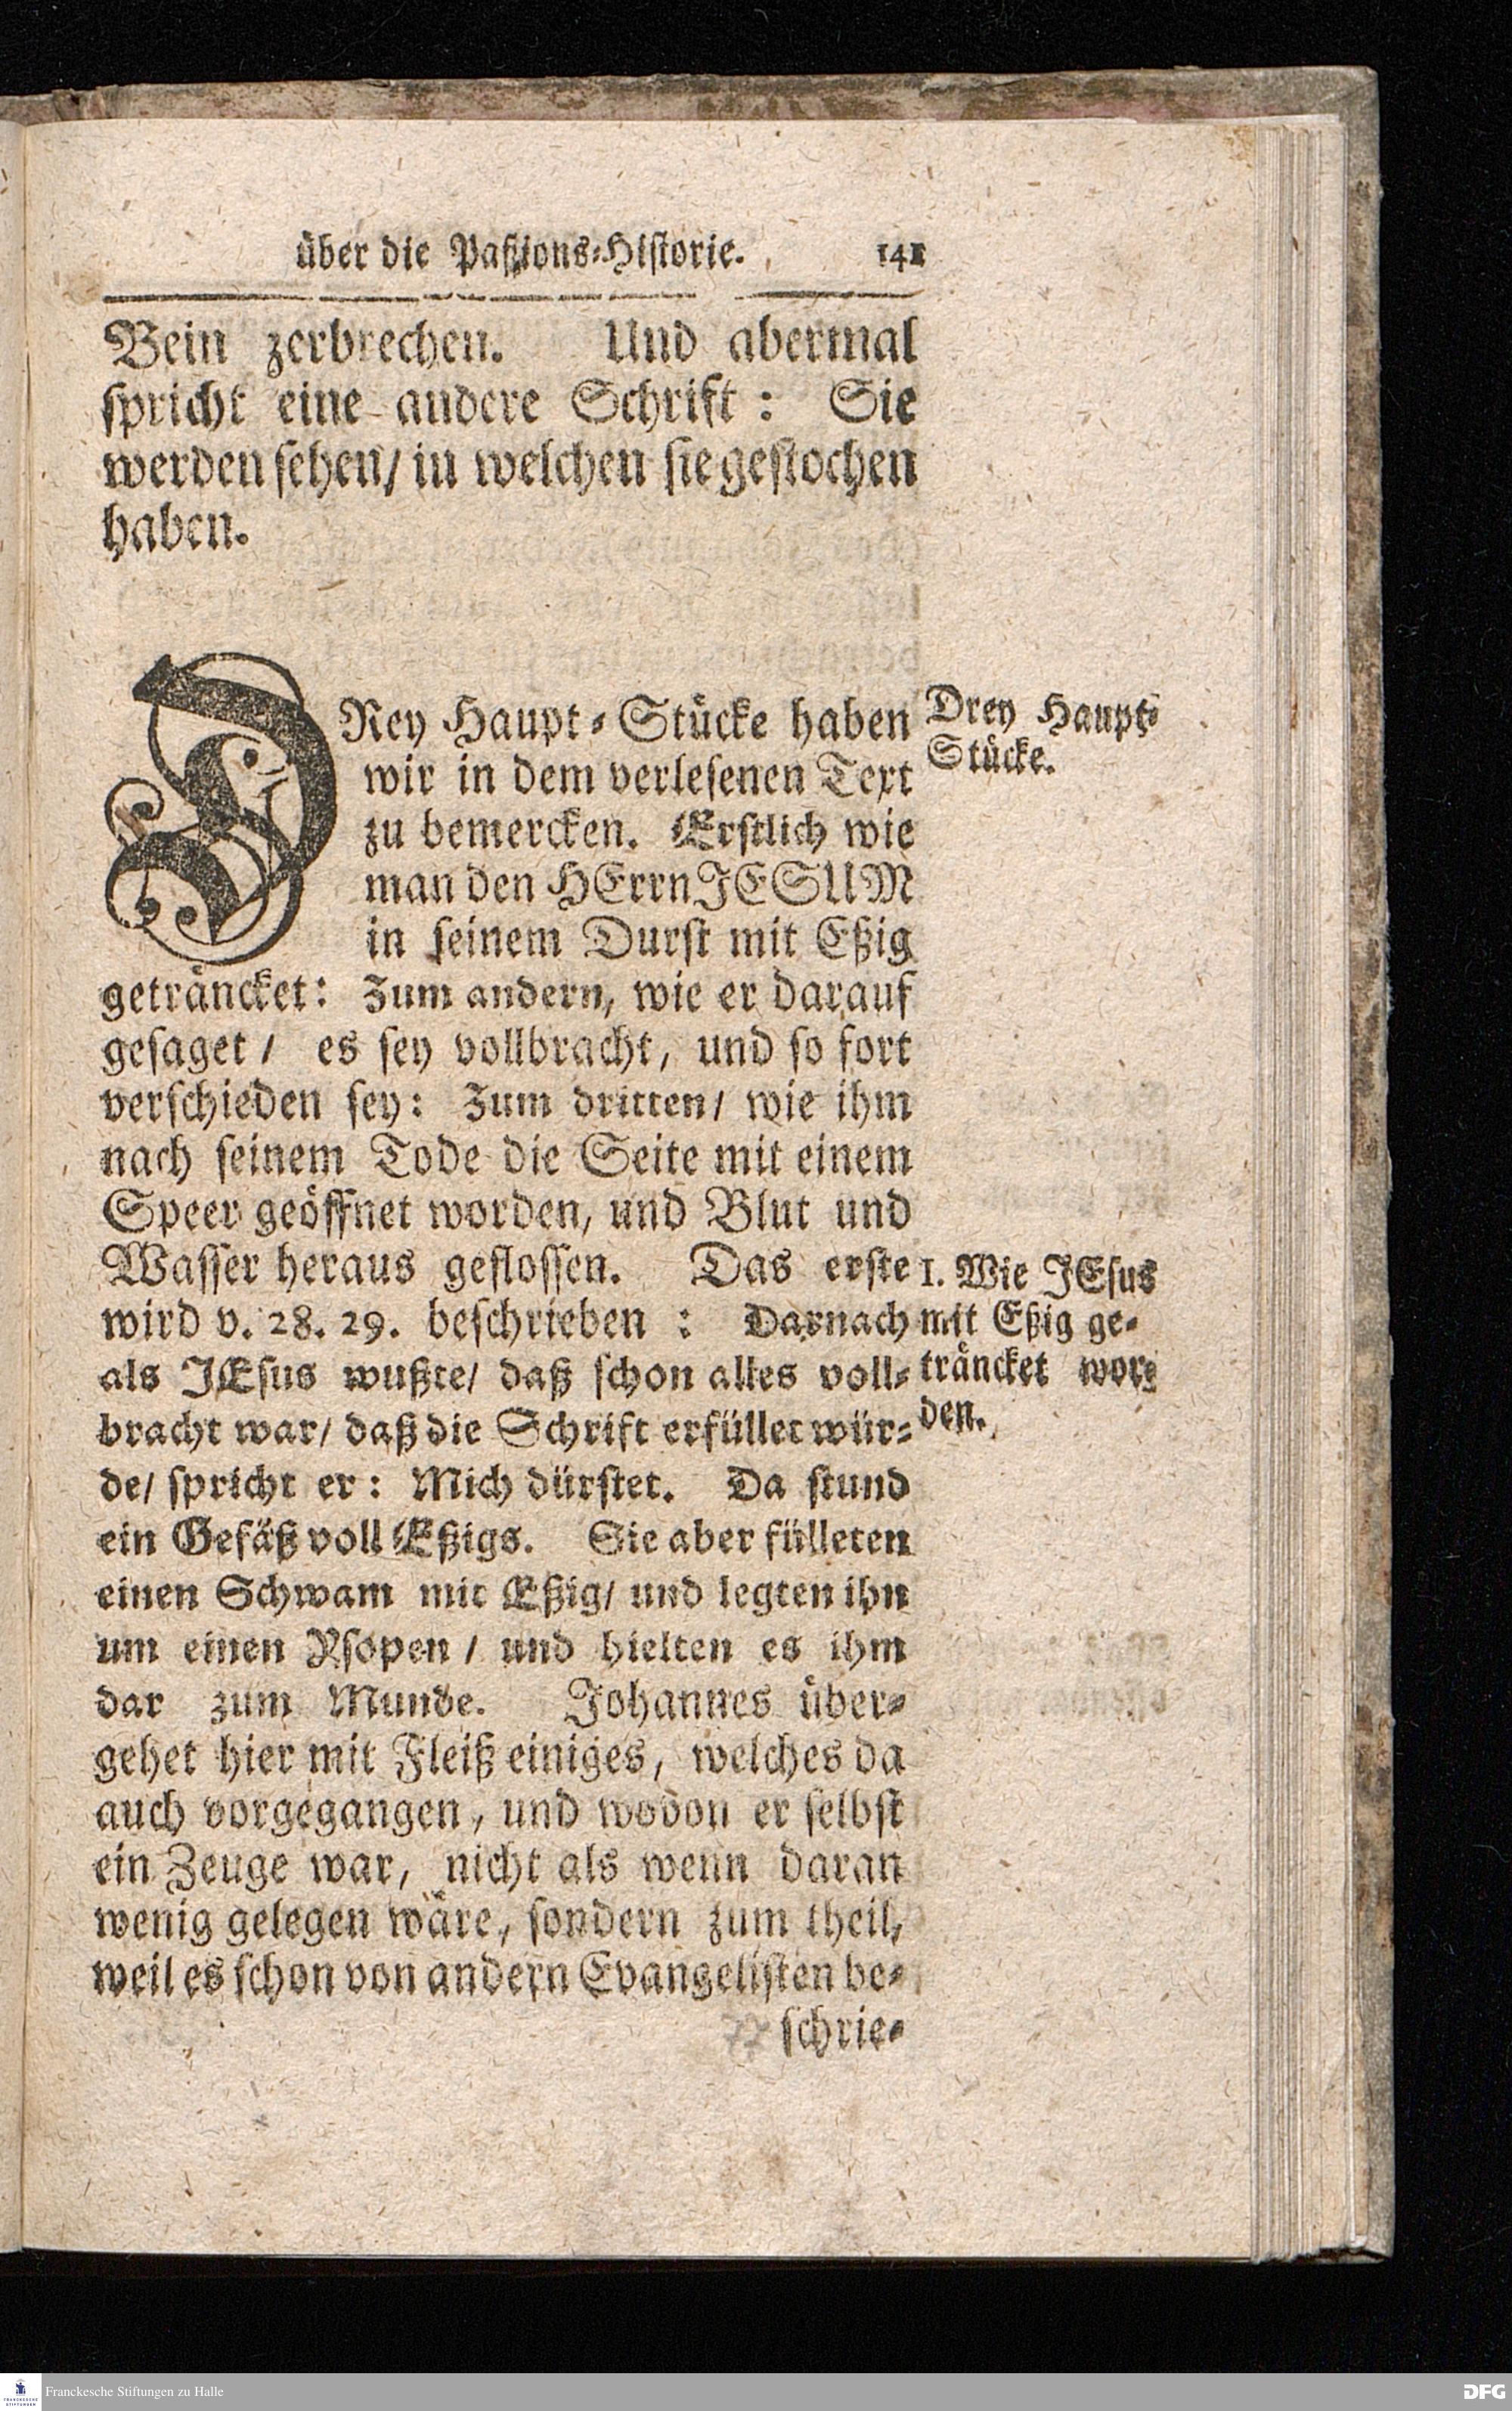 über die Paßions-Historie. 141
Bein zerbrechen. Und abermal
spricht eine andere Schrift: Sie
werden sehen/ in welchen sie gestochen
haben.
DRey Haupt-Stücke haben
wir in dem verlesenen Text
zu bemercken. Erstlich wie
man den HErrn JESUM
in seinem Durst mit Eßig
geträncket: Zum andern, wie er darauf
gesaget / es sey vollbracht, und so fort
verschieden sey: Zum dritten/ wie ihm
nach seinem Tode die Seite mit einem
Speer geöffnet worden, und Blut und
Wasser heraus geflossen. Das erste
wird v. 28. 29. beschrieben : Darnach
als JEsus wußte/ daß schon alles voll-
bracht war/ daß die Schrift erfüllet wür-
de/ spricht er: Mich dürstet. Da stund
ein Gefäß voll Eßigs. Sie aber fülleten
einen Schwam mit Eßig/ und legten ihn
um einen Ysopen / und hielten es ihm
dar zum Munde. Johannes über-
gehet hier mit Fleiß einiges, welches da
auch vorgegangen, und wovon er selbst
ein Zeuge war, nicht als wenn daran
wenig gelegen wäre, sondern zum theil,
weil es schon von andern Evangelisten be-
schrie-
Drey Haupt-
Stücke.
1. Wie JEsus
mit Eßig ge-
träncket wor-
den.
FRANCKESCHE
STIFTUNGEN
Franckesche Stiftungen zu Halle
DFG